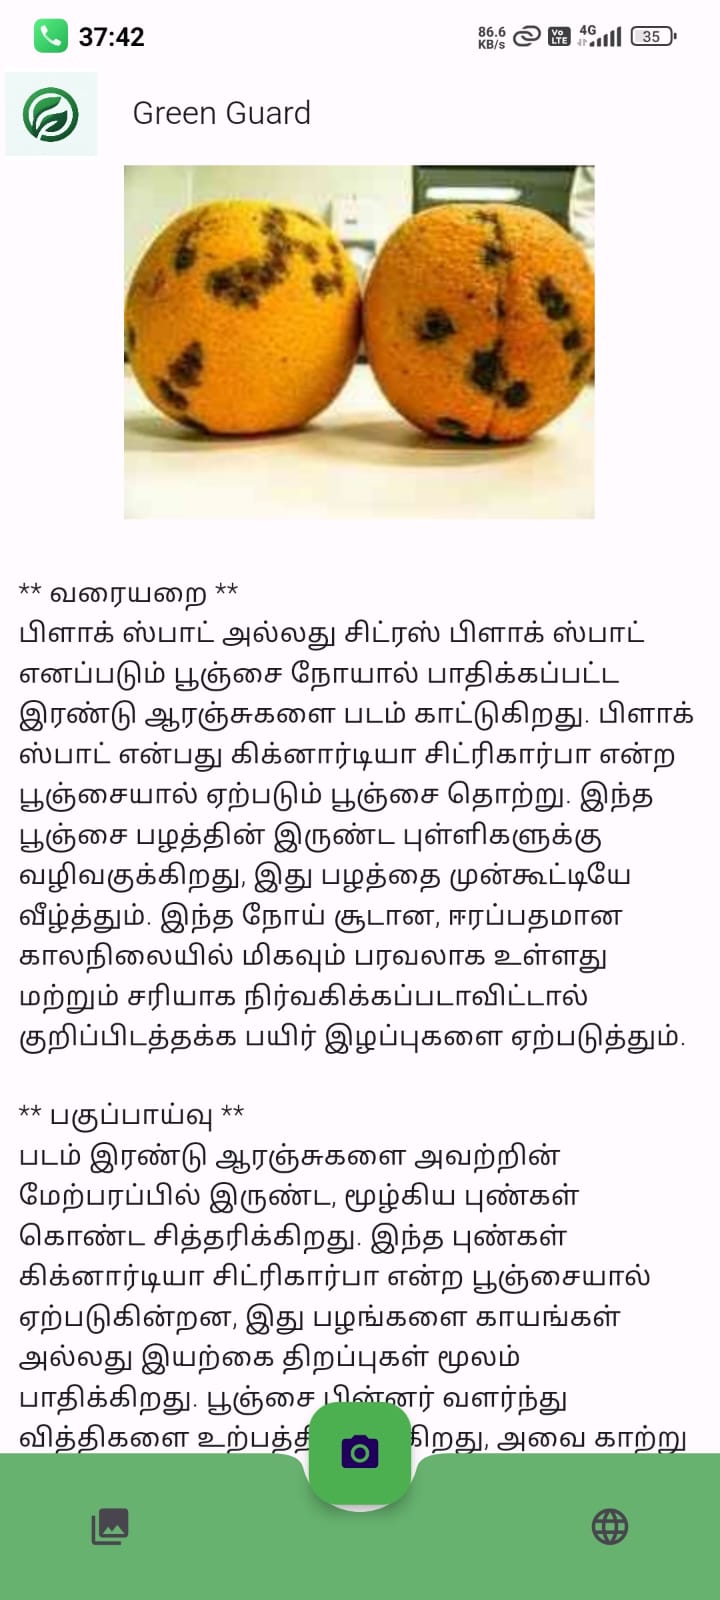 37:42
86.6
KB/s
Vo
LTE
4G
35
Green Guard
** வரையறை **
பிளாக் ஸ்பாட் அல்லது சிட்ரஸ் பிளாக் ஸ்பாட்
எனப்படும் பூஞ்சை நோயால் பாதிக்கப்பட்ட
இரண்டு ஆரஞ்சுகளை படம் காட்டுகிறது. பிளாக்
ஸ்பாட் என்பது கிக்னார்டியா சிட்ரிகார்பா என்ற
பூஞ்சையால் ஏற்படும் பூஞ்சை தொற்று. இந்த
பூஞ்சை பழத்தின் இருண்ட புள்ளிகளுக்கு
வழிவகுக்கிறது, இது பழத்தை முன்கூட்டியே
வீழ்த்தும். இந்த நோய் சூடான, ஈரப்பதமான
காலநிலையில் மிகவும் பரவலாக உள்ளது
மற்றும் சரியாக நிர்வகிக்கப்படாவிட்டால்
குறிப்பிடத்தக்க பயிர் இழப்புகளை ஏற்படுத்தும்.
** பகுப்பாய்வு **
படம் இரண்டு ஆரஞ்சுகளை அவற்றின்
மேற்பரப்பில் இருண்ட, மூழ்கிய புண்கள்
கொண்ட சித்தரிக்கிறது. இந்த புண்கள்
கிக்னார்டியா சிட்ரிகார்பா என்ற பூஞ்சையால்
ஏற்படுகின்றன, இது பழங்களை காயங்கள்
அல்லது இயற்கை திறப்புகள் மூலம்
பாதிக்கிறது. பூஞ்சை பின்னர் வளர்ந்து
வித்திகளை அவை காற்று